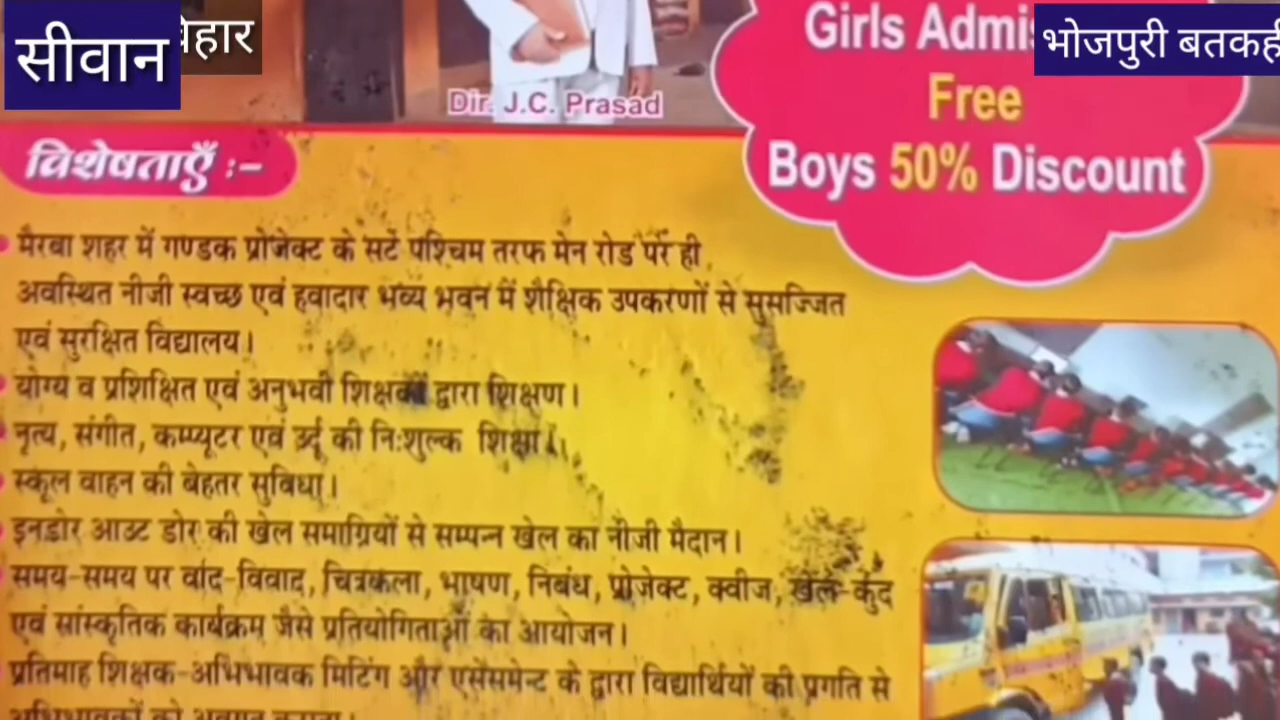 सीवान
भोजपुरी बतकही
Girls
Free
Boys 50% Discount
Dir. J.C. Prasad
विशेषताएँ :-
मैरवा शहर में गण्डक प्रोजेक्ट के सटे पश्चिम तरफ मेन रोड पर ही
अवस्थित नीजी स्वच्छ एवं हवादार भव्य भवन में शैक्षिक उपकरणों से सुसज्जित
एवं सुरक्षित विद्यालय।
योग्य व प्रशिक्षित एवं अनुभवी शिक्षकों द्वारा शिक्षण।
नृत्य, संगीत, कम्प्यूटर एवं उर्दू की नि:शुल्क शिक्षा।
स्कूल वाहन की बेहतर सुविधा।
इनडोर आउट डोर की खेल समाग्रियों से सम्पन्न खेल का नीजी मैदान।
समय-समय पर वाद-विवाद, चित्रकला, भाषण, निबंध, प्रोजेक्ट, क्वीज, खेल-कुद
एवं सांस्कृतिक कार्यक्रम जैसे प्रतियोगिताओं का आयोजन।
प्रतिमाह शिक्षक-अभिभावक मिटिंग और एसेसमेन्ट के द्वारा विद्यार्थियों की प्रगति से